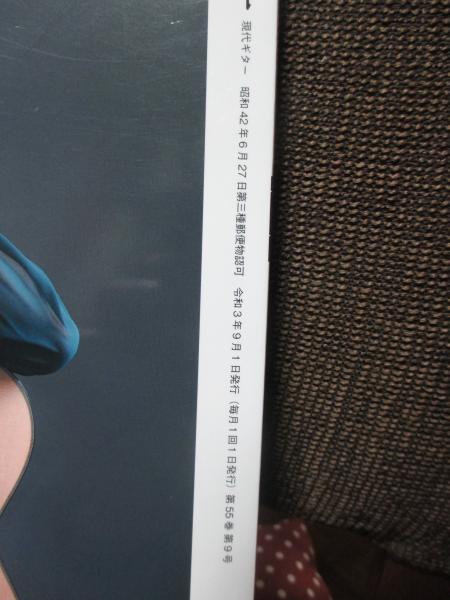 現代ギター 昭和42年6月27日第三種郵便物認可 令和3年9月1日発行（毎月1回1日発行）第55巻第9号